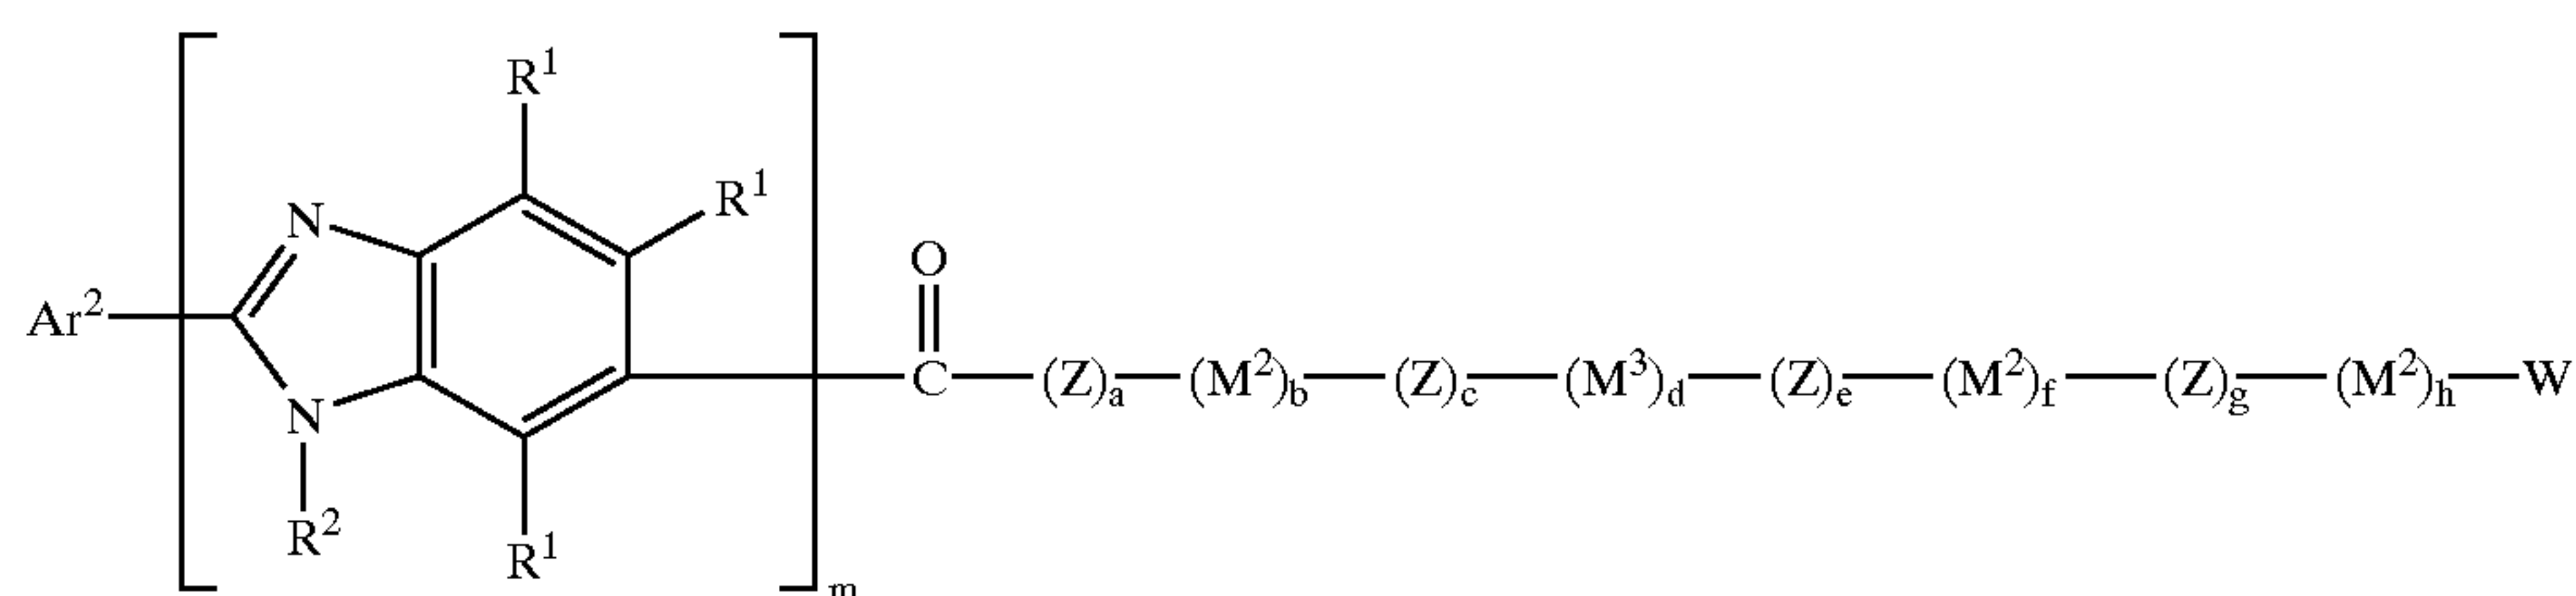 R¹
R¹
N
O
Ar²
C—(Z)ₐ—(M²)b—(Z)c—(M³)d—(Z)ₑ—(M²)f—(Z)g—(M²)ₕ—W
N
R²
R¹
m